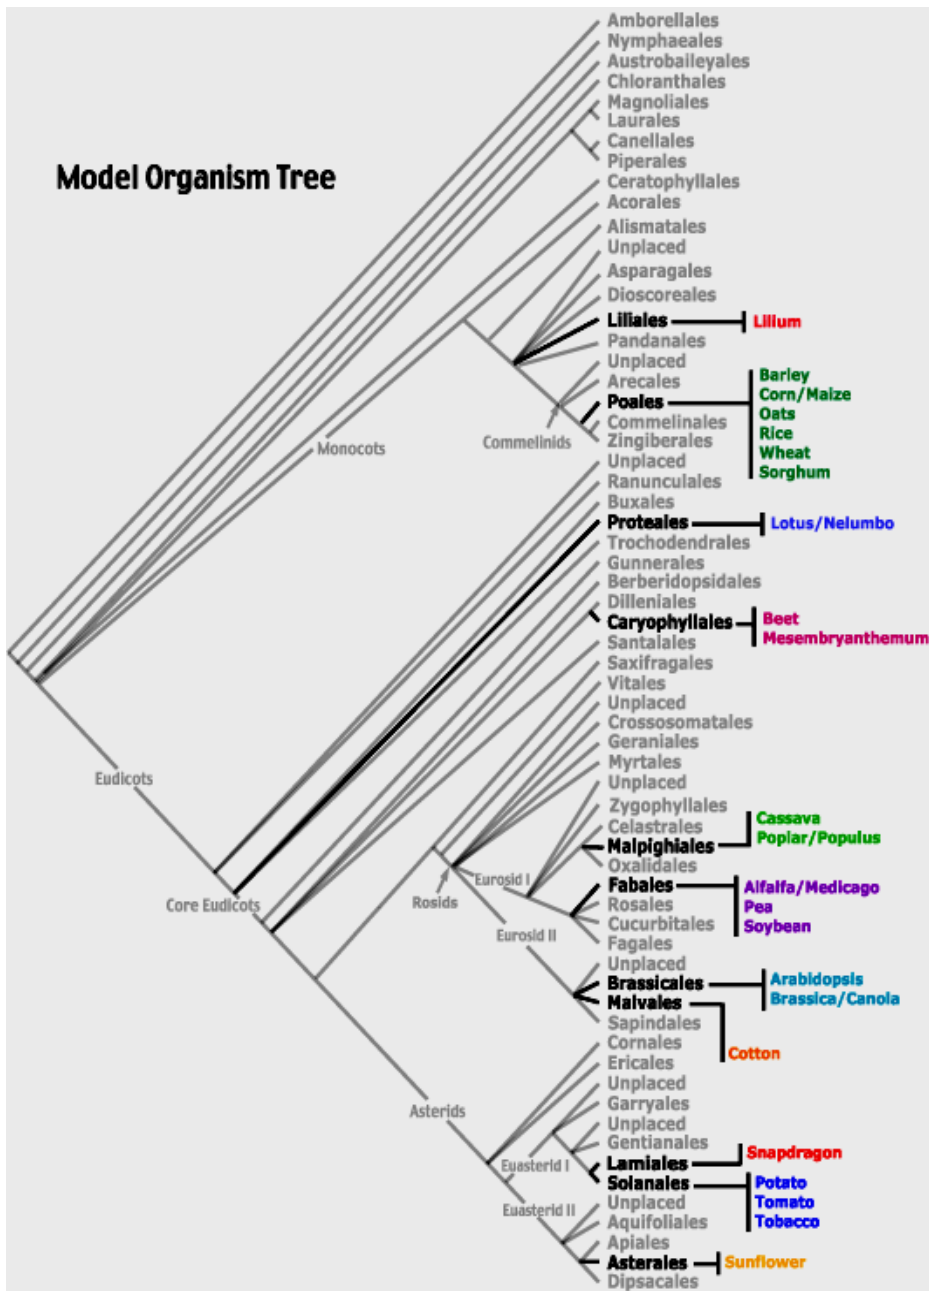 Amborellales
Nymphaeales
Austrobaileyales
Chloranthales
Magnoliales
Laurales
Canellales
Piperales
Model Organism Tree
Ceratophyllales
Acorales
Alismatales
Unplaced
Asparagales
Dioscoreales
Liliales Lilium
Pandanales
Unplaced
Arecales
Barley
Corn/Maize
Poales Oats
Rice
Wheat
Sorghum
Commelinales
Commelinids
Zingiberales
Monocots
Unplaced
Ranunculales
Buxales
Proteales Lotus/Nelumbo
Trochodendrales
Gunnerales
Berberidopsidales
Dilleniales
Caryophyllales Beet
Mesembryanthemum
Santalales
Saxifragales
Vitales
Unplaced
Crossosomatales
Geraniales
Myrtales
Eudicots
Unplaced
Zygophyllales
Celastrales
Malpighiales Cassava
Poplar/Populus
Oxalidales
Eurosid I
Rosids
Fabales Alfalfa/Medicago
Rosales Pea
Cucurbitales Soybean
Core Eudicots
Eurosid II
Fagales
Unplaced
Brassicales Arabidopsis
Brassica/Canola
Malvales Cotton
Sapindales
Cornales
Ericales
Unplaced
Garryales
Asterids
Unplaced
Gentianales
Euasterid I
Lamiales Snapdragon
Solanales Potato
Tomato
Tobacco
Euasterid II
Unplaced
Aquifoliales
Apiales
Asterales Sunflower
Dipsacales